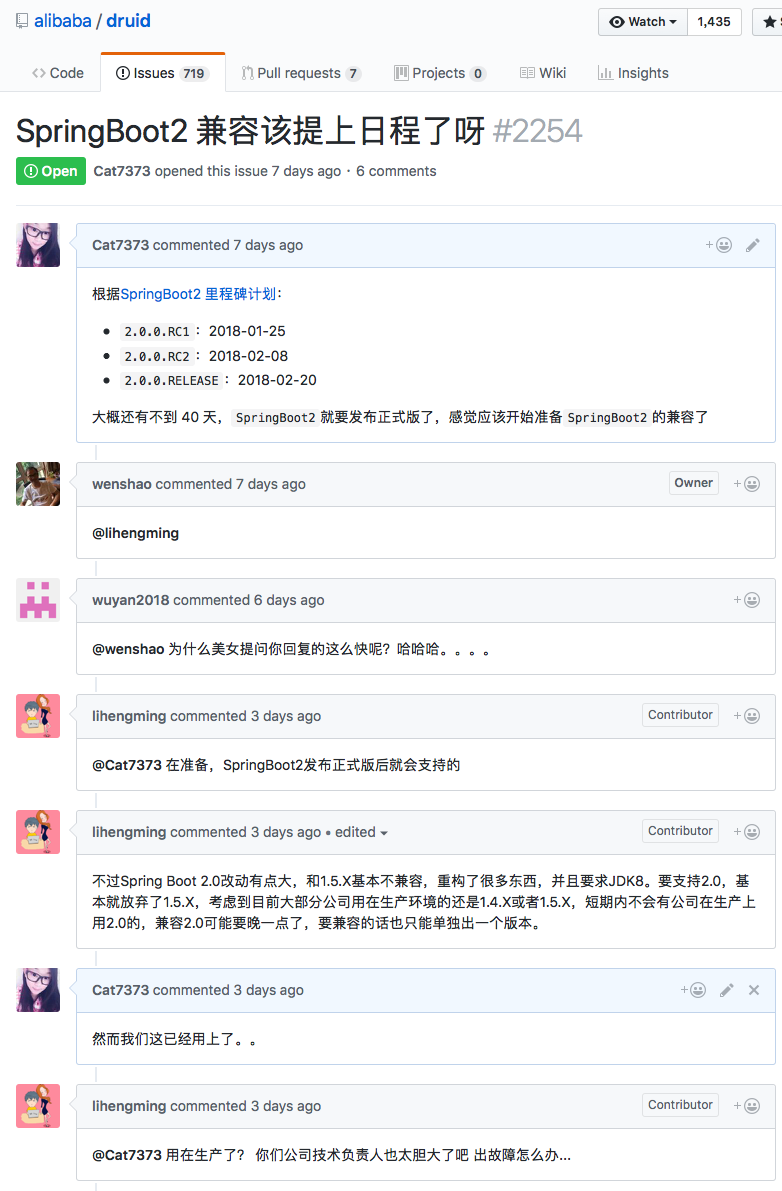 alibaba / druid
Watch 1,435
Code Issues 719 Pull requests 7 Projects 0 Wiki Insights
SpringBoot2 兼容该提上日程了呀 #2254
Open Cat7373 opened this issue 7 days ago · 6 comments
Cat7373 commented 7 days ago
根据SpringBoot2 里程碑计划：
2.0.0.RC1 ：2018-01-25
2.0.0.RC2 ：2018-02-08
2.0.0.RELEASE ：2018-02-20
大概还有不到 40 天，SpringBoot2 就要发布正式版了，感觉应该开始准备 SpringBoot2 的兼容了
wenshao commented 7 days ago Owner
@lihengming
wuyan2018 commented 6 days ago
@wenshao 为什么美女提问你回复的这么快呢？哈哈哈。。。。
lihengming commented 3 days ago Contributor
@Cat7373 在准备，SpringBoot2发布正式版后就会支持的
lihengming commented 3 days ago • edited Contributor
不过Spring Boot 2.0改动有点大，和1.5.X基本不兼容，重构了很多东西，并且要求JDK8。要支持2.0，基
本就放弃了1.5.X，考虑到目前大部分公司用在生产环境的还是1.4.X或者1.5.X，短期内不会有公司在生产上
用2.0的，兼容2.0可能要晚一点了，要兼容的话也只能单独出一个版本。
Cat7373 commented 3 days ago
然而我们这已经用上了。。
lihengming commented 3 days ago Contributor
@Cat7373 用在生产了？ 你们公司技术负责人也太胆大了吧 出故障怎么办...